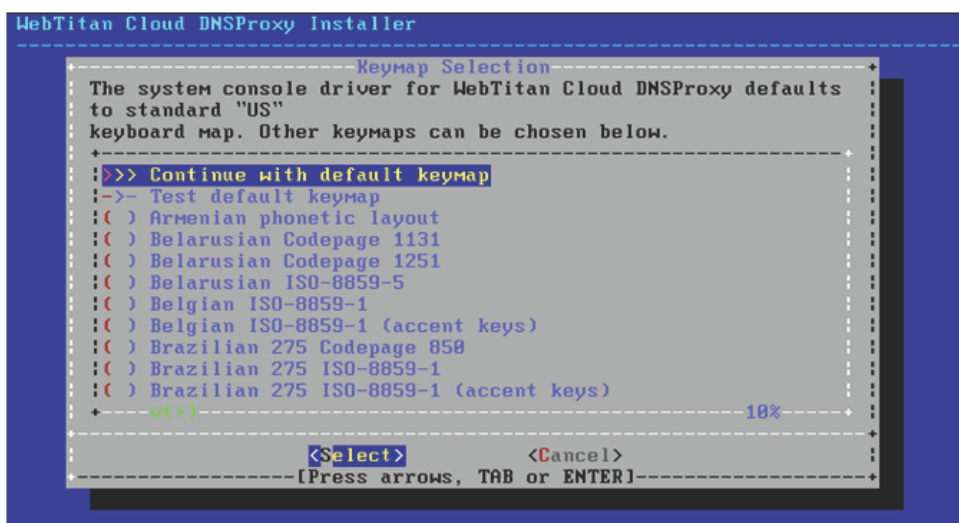 WebTitan Cloud DNSProxy Installer
Keymap Selection
The system console driver for WebTitan Cloud DNSProxy defaults
to standard "US"
keyboard map. Other keymaps can be chosen below.
>>> Continue with default keymap
->- Test default keymap
( ) Armenian phonetic layout
( ) Belarusian Codepage 1131
( ) Belarusian Codepage 1251
( ) Belarusian ISO-8859-5
( ) Belgian ISO-8859-1
( ) Belgian ISO-8859-1 (accent keys)
( ) Brazilian 275 Codepage 850
( ) Brazilian 275 ISO-8859-1
( ) Brazilian 275 ISO-8859-1 (accent keys)
v(+) 10%
<Select> <Cancel>
[Press arrows, TAB or ENTER]